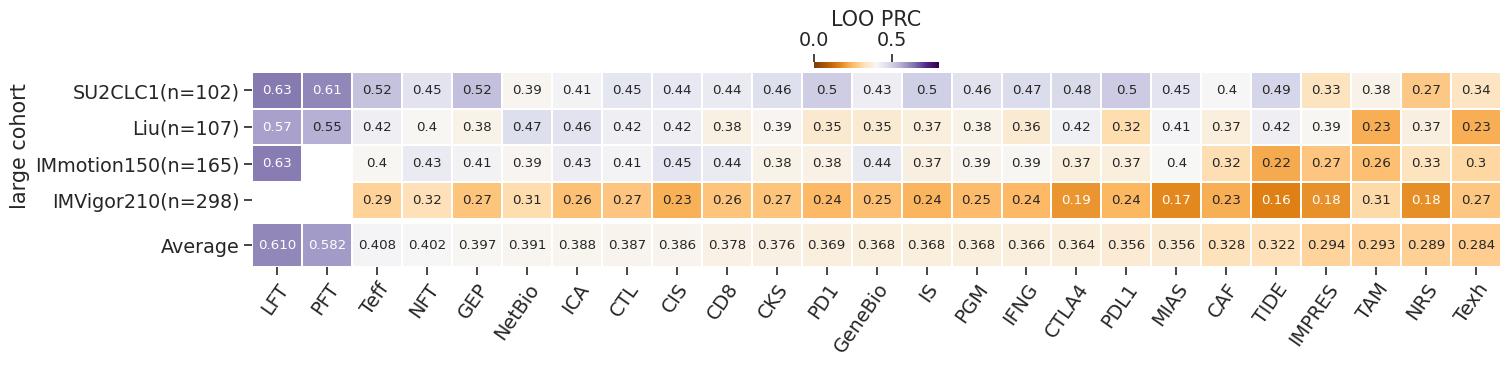 LOO PRC
0.0 0.5
large cohort
SU2CLC1(n=102) 0.63 0.61 0.52 0.45 0.52 0.39 0.41 0.45 0.44 0.44 0.46 0.5 0.43 0.5 0.46 0.47 0.48 0.5 0.45 0.4 0.49 0.33 0.38 0.27 0.34
Liu(n=107) 0.57 0.55 0.42 0.4 0.38 0.47 0.46 0.42 0.42 0.38 0.39 0.35 0.35 0.37 0.38 0.36 0.42 0.32 0.41 0.37 0.42 0.39 0.23 0.37 0.23
IMmotion150(n=165) 0.63 0.4 0.43 0.41 0.39 0.43 0.41 0.45 0.44 0.38 0.38 0.44 0.37 0.39 0.39 0.37 0.37 0.4 0.32 0.22 0.27 0.26 0.33 0.3
IMVigor210(n=298) 0.29 0.32 0.27 0.31 0.26 0.27 0.23 0.26 0.27 0.24 0.25 0.24 0.25 0.24 0.19 0.24 0.17 0.23 0.16 0.18 0.31 0.18 0.27
Average 0.610 0.582 0.408 0.402 0.397 0.391 0.388 0.387 0.386 0.378 0.376 0.369 0.368 0.368 0.368 0.366 0.364 0.356 0.356 0.328 0.322 0.294 0.293 0.289 0.284
LFT PFT Teff NFT GEP NetBio ICA CTL CIS CD8 CKS PD1 GeneBio IS PGM IFNG CTLA4 PDL1 MIAS CAF TIDE IMPRES TAM NRS Texh